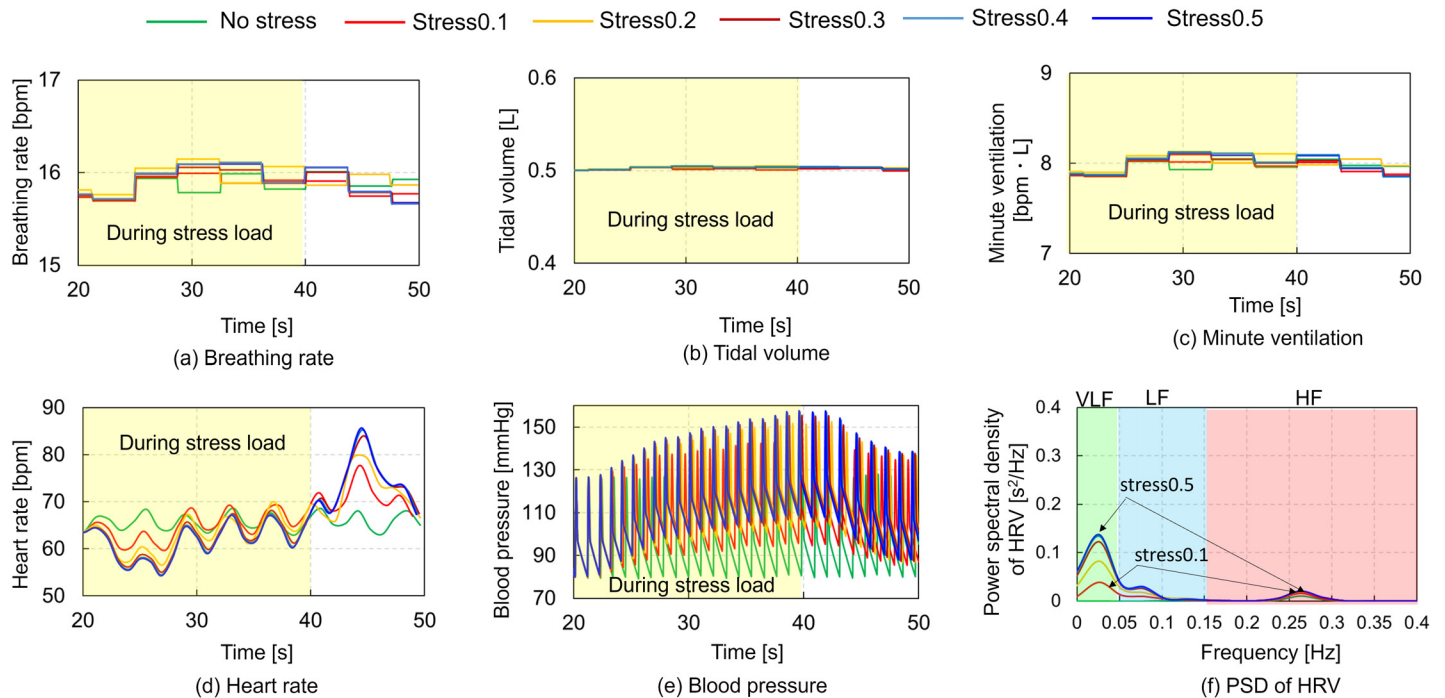 No stress Stress0.1 Stress0.2 Stress0.3 Stress0.4 Stress0.5
Breathing rate [bpm]
17
16
15
During stress load
20 30 40 50
Time [s]
(a) Breathing rate
Tidal volume [L]
0.6
0.5
0.4
During stress load
20 30 40 50
Time [s]
(b) Tidal volume
Minute ventilation
[bpm・L]
9
8
7
During stress load
20 30 40 50
Time [s]
(c) Minute ventilation
Heart rate [bpm]
90
80
70
60
50
During stress load
20 30 40 50
Time [s]
(d) Heart rate
Blood pressure [mmHg]
150
130
110
90
70
During stress load
20 30 40 50
Time [s]
(e) Blood pressure
Power spectral density
of HRV [s²/Hz]
VLF LF HF
0.4
0.3
0.2
0.1
0
stress0.5
stress0.1
0 0.05 0.1 0.15 0.2 0.25 0.3 0.35 0.4
Frequency [Hz]
(f) PSD of HRV